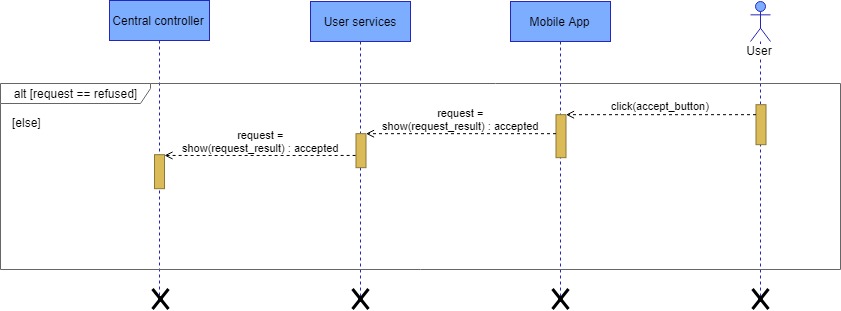 Central controller
User services
Mobile App
User
alt [request == refused]
[else]
click(accept_button)
request =
show(request_result) : accepted
request =
show(request_result) : accepted